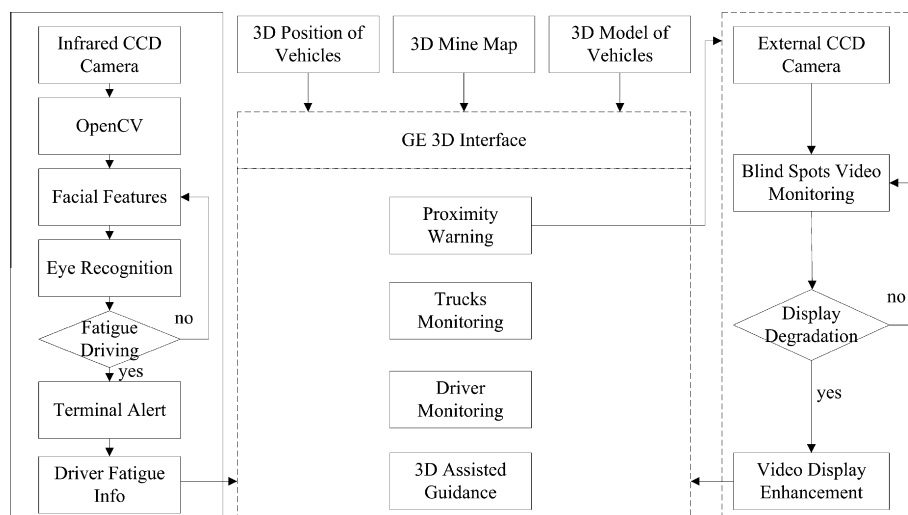 Infrared CCD
Camera
OpenCV
Facial Features
Eye Recognition
Fatigue
Driving
no
yes
Terminal Alert
Driver Fatigue
Info
3D Position of
Vehicles
3D Mine Map
3D Model of
Vehicles
GE 3D Interface
Proximity
Warning
Trucks
Monitoring
Driver
Monitoring
3D Assisted
Guidance
External CCD
Camera
Blind Spots Video
Monitoring
Display
Degradation
no
yes
Video Display
Enhancement